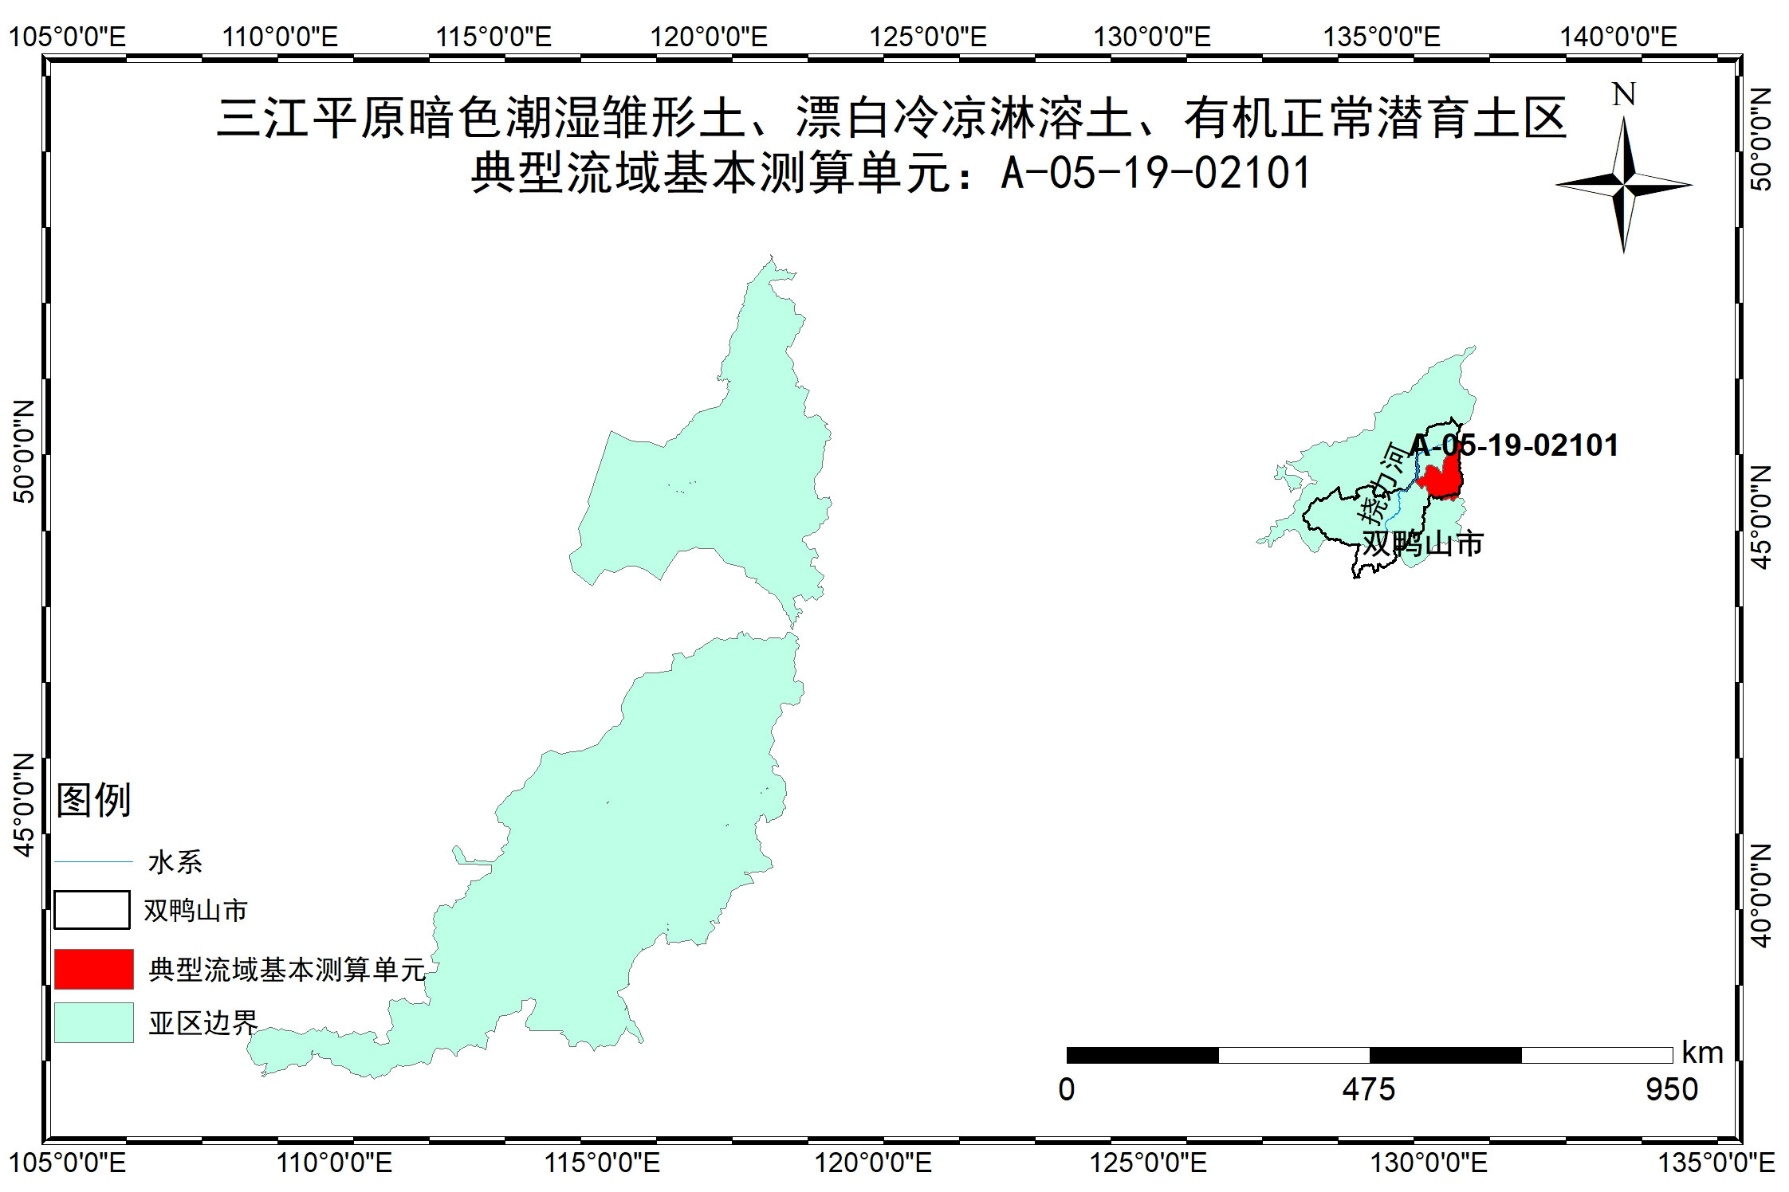 105°0'0"E 110°0'0"E 115°0'0"E 120°0'0"E 125°0'0"E 130°0'0"E 135°0'0"E 140°0'0"E
三江平原暗色潮湿雏形土、漂白冷凉淋溶土、有机正常潜育土区
典型流域基本测算单元：A-05-19-02101
N
50°0'0"N
50°0'0"N
45°0'0"N
45°0'0"N
40°0'0"N
A-05-19-02101
挠力河
双鸭山市
图例
水系
双鸭山市
典型流域基本测算单元
亚区边界
km
0 475 950
105°0'0"E 110°0'0"E 115°0'0"E 120°0'0"E 125°0'0"E 130°0'0"E 135°0'0"E